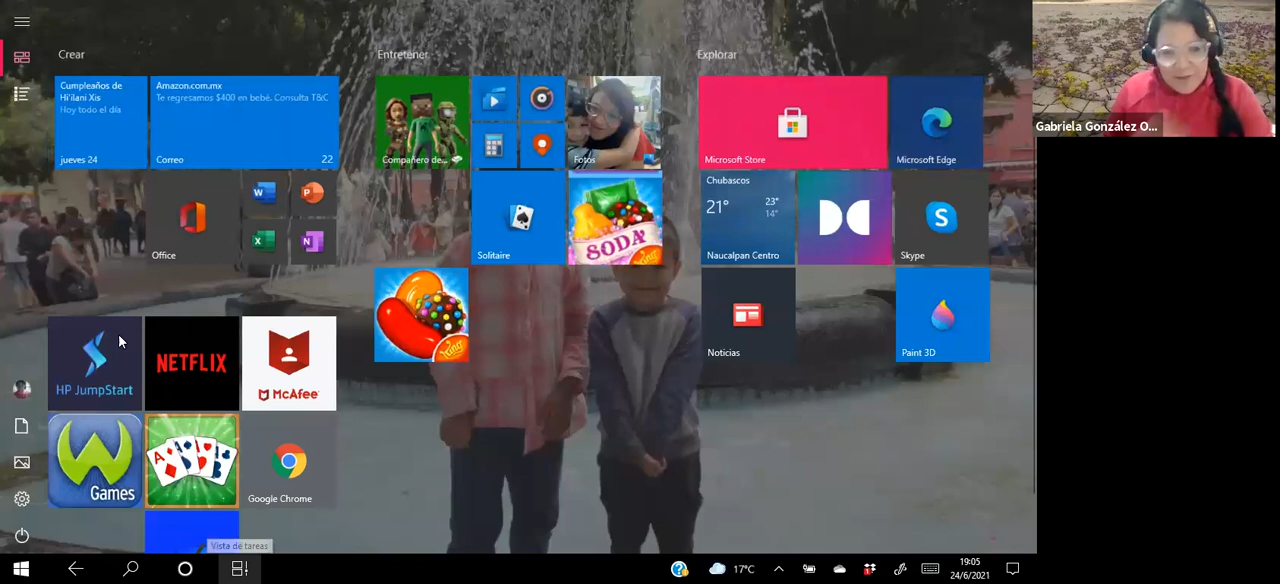 Crear
Entretener
Explorar
Cumpleaños de
Hi'ilani Xis
Hoy todo el día
jueves 24
Amazon.com.mx
Te regresamos $400 en bebé. Consulta T&C
Correo
22
Compañero de...
Fotos
Microsoft Store
Microsoft Edge
Gabriela González O...
Office
Solitaire
SODA
King
Chubascos
21°
23°
14°
Naucalpan Centro
Skype
King
Noticias
Paint 3D
HP JumpStart
NETFLIX
McAfee
Games
Google Chrome
Vista de tareas
17°C
19:05
24/6/2021